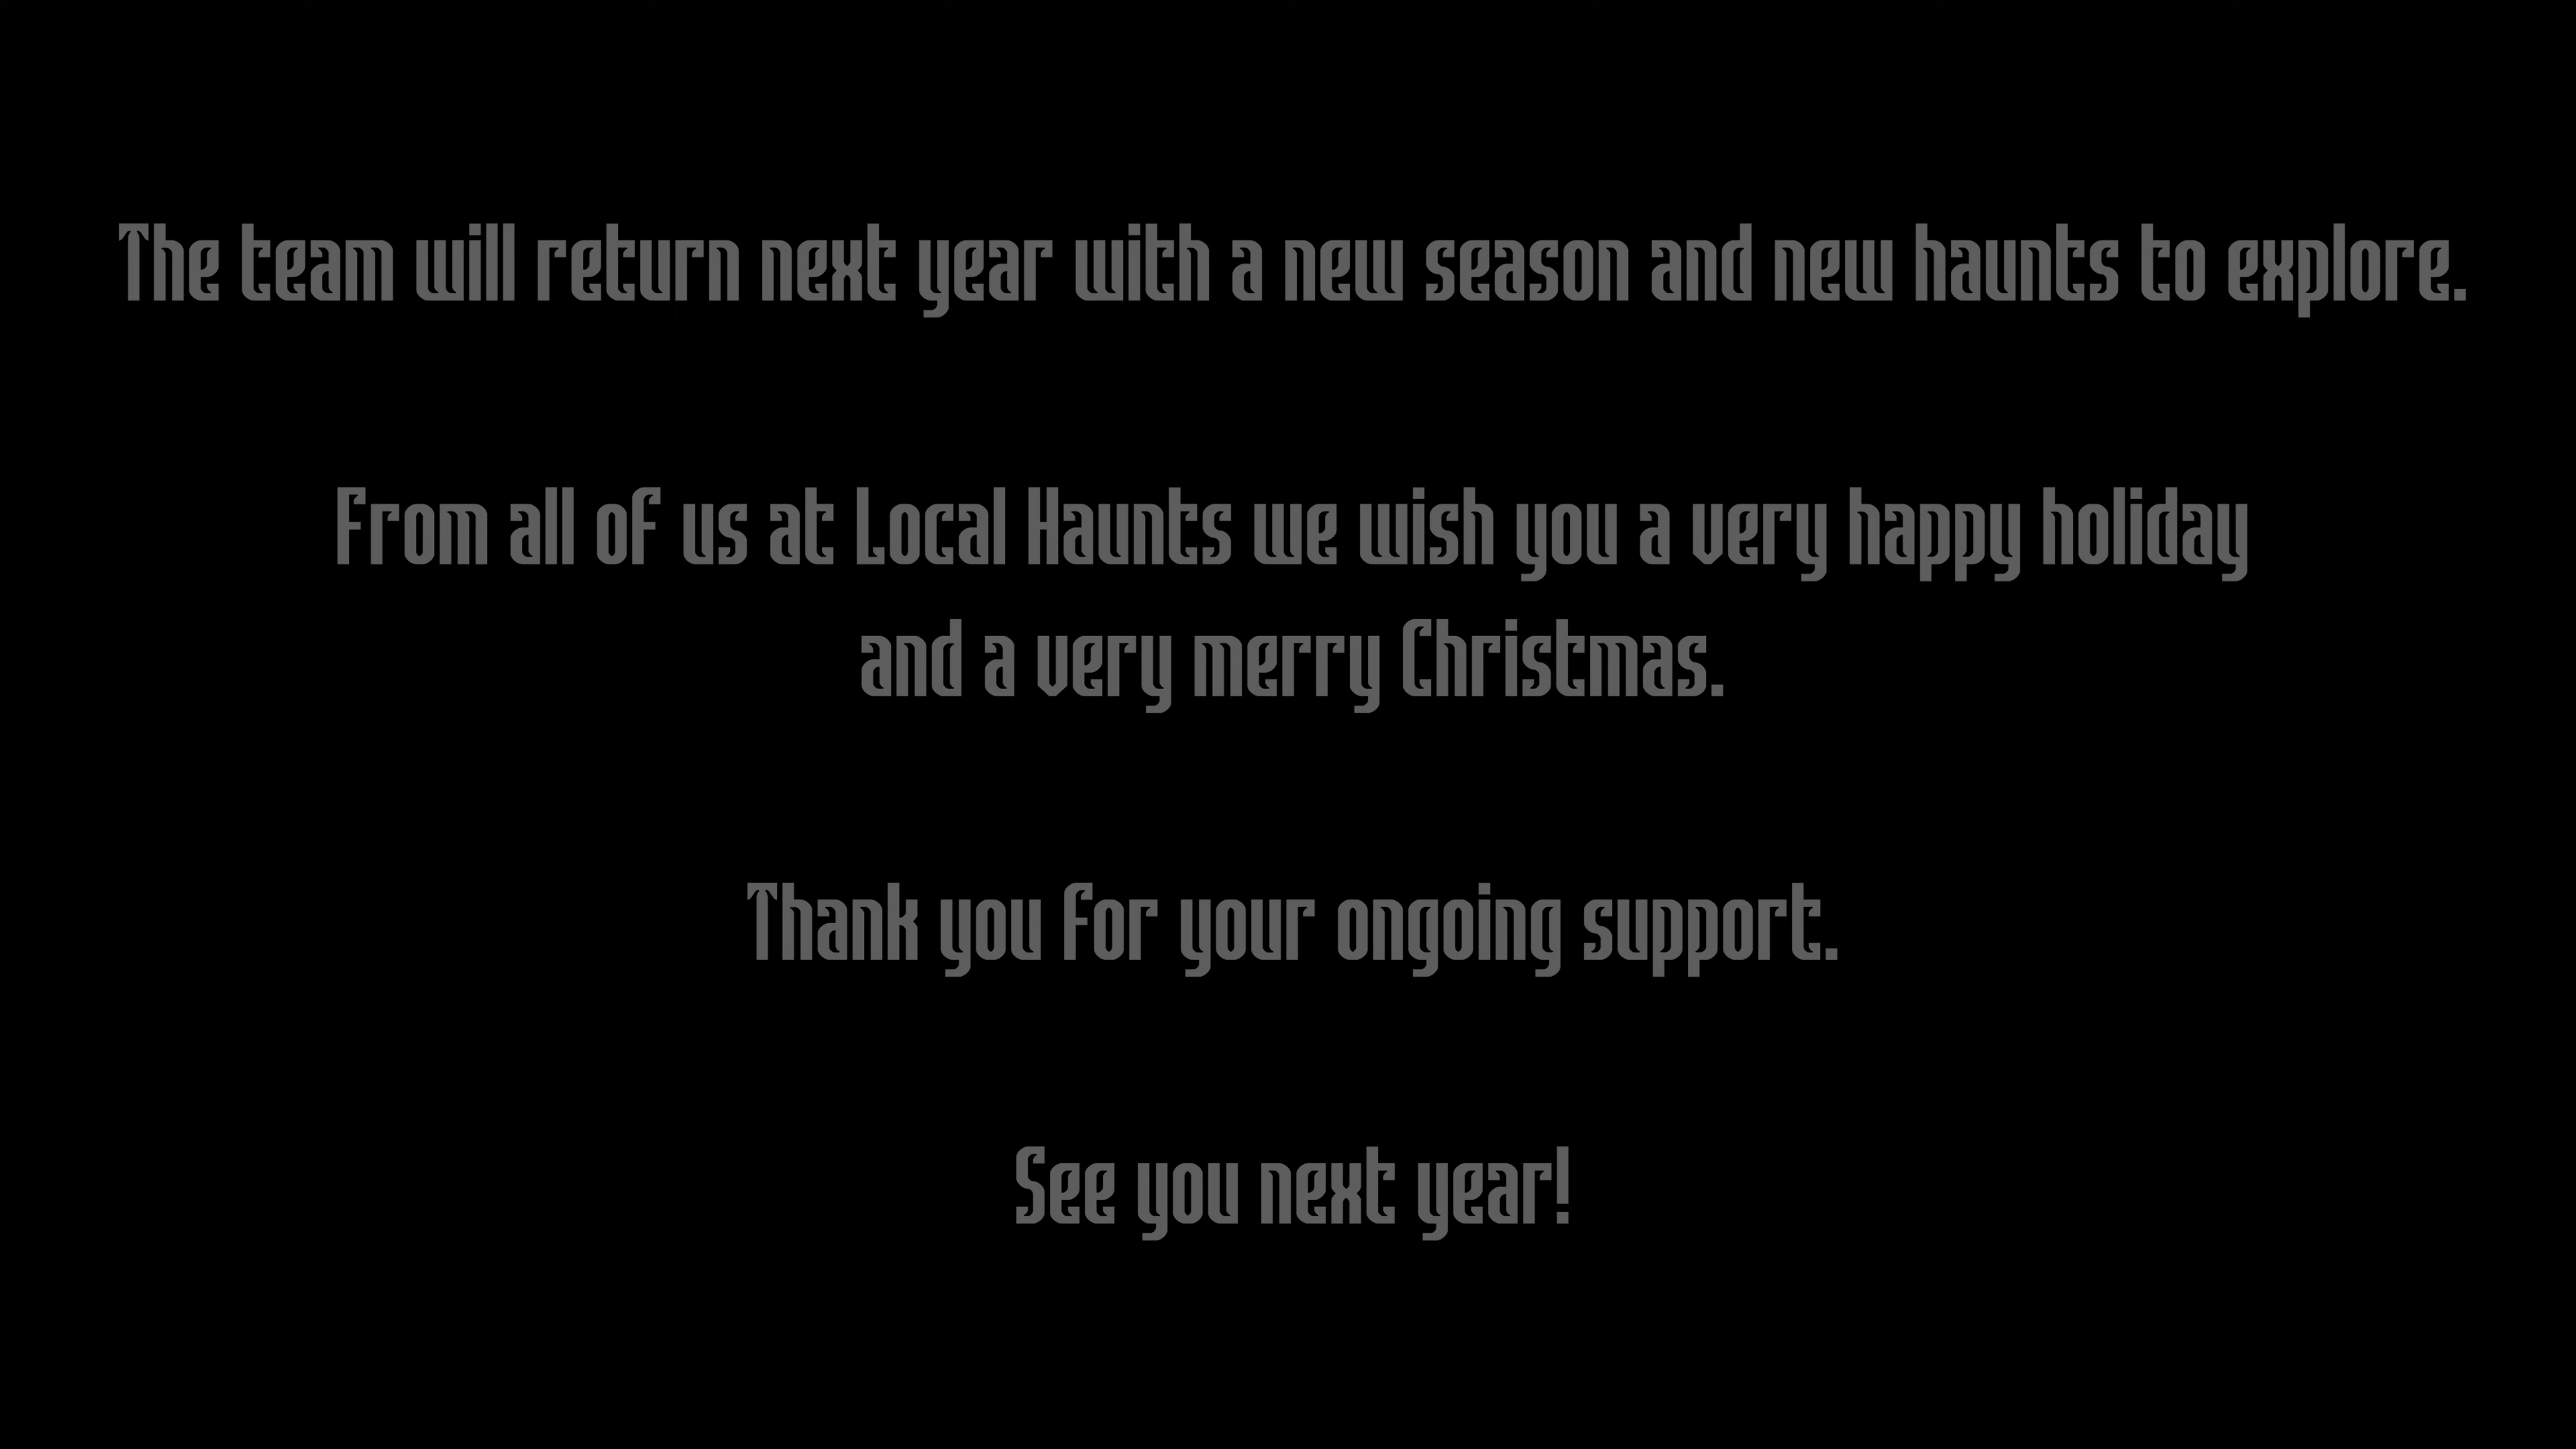 The team will return next year with a new season and new haunts to explore.
From all of us at Local Haunts we wish you a very happy holiday
and a very merry Christmas.
Thank you for your ongoing support.
See you next year!